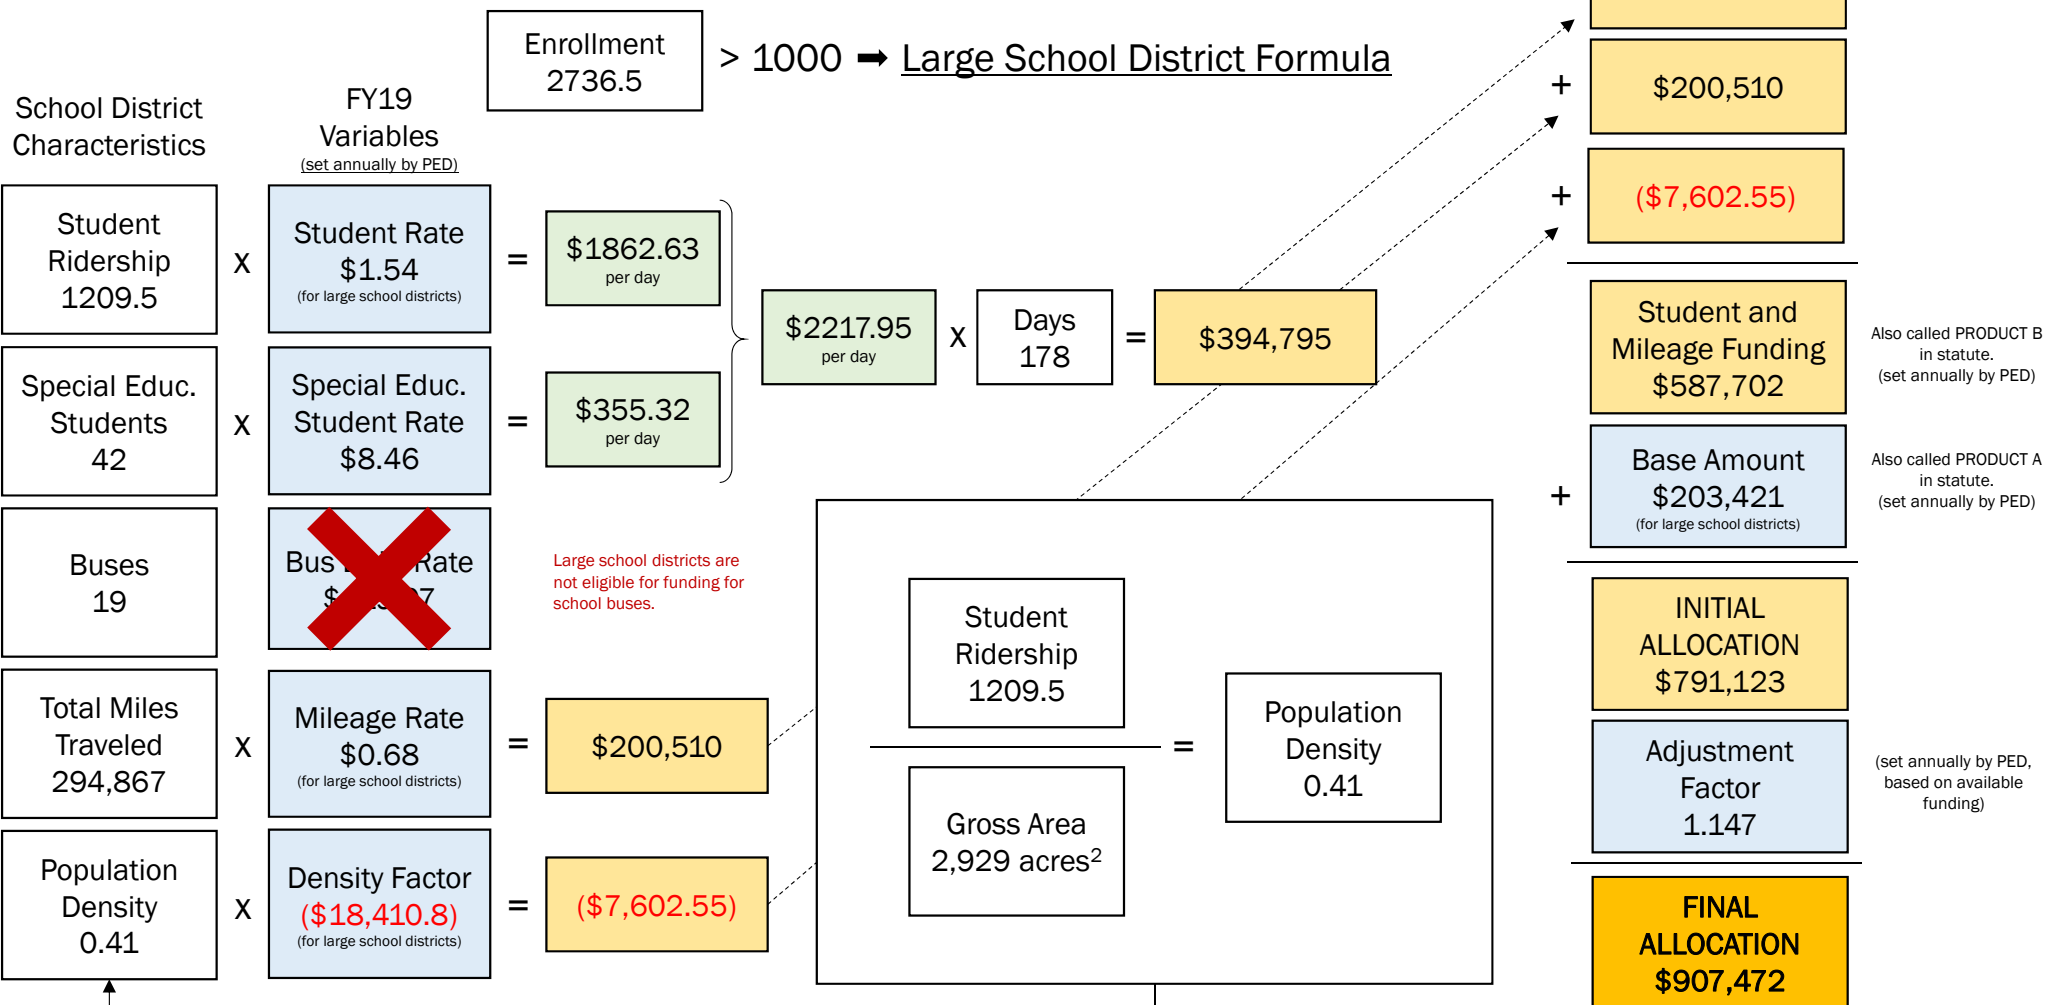 Enrollment
2736.5
> 1000 ➡ Large School District Formula
School District
Characteristics
FY19
Variables
(set annually by PED)
Student
Ridership
1209.5
x
Student Rate
$1.54
(for large school districts)
=
$1862.63
per day
Special Educ.
Students
42
x
Special Educ.
Student Rate
$8.46
=
$355.32
per day
$2217.95
per day
x
Days
178
=
$394,795
Buses
19
Bus Rate
Large school districts are
not eligible for funding for
school buses.
Total Miles
Traveled
294,867
x
Mileage Rate
$0.68
(for large school districts)
=
$200,510
Population
Density
0.41
x
Density Factor
($18,410.8)
(for large school districts)
=
($7,602.55)
Student
Ridership
1209.5
Gross Area
2,929 acres²
=
Population
Density
0.41
+
$200,510
+
($7,602.55)
Student and
Mileage Funding
$587,702
Also called PRODUCT B
in statute.
(set annually by PED)
+
Base Amount
$203,421
(for large school districts)
Also called PRODUCT A
in statute.
(set annually by PED)
INITIAL
ALLOCATION
$791,123
Adjustment
Factor
1.147
(set annually by PED,
based on available
funding)
FINAL
ALLOCATION
$907,472